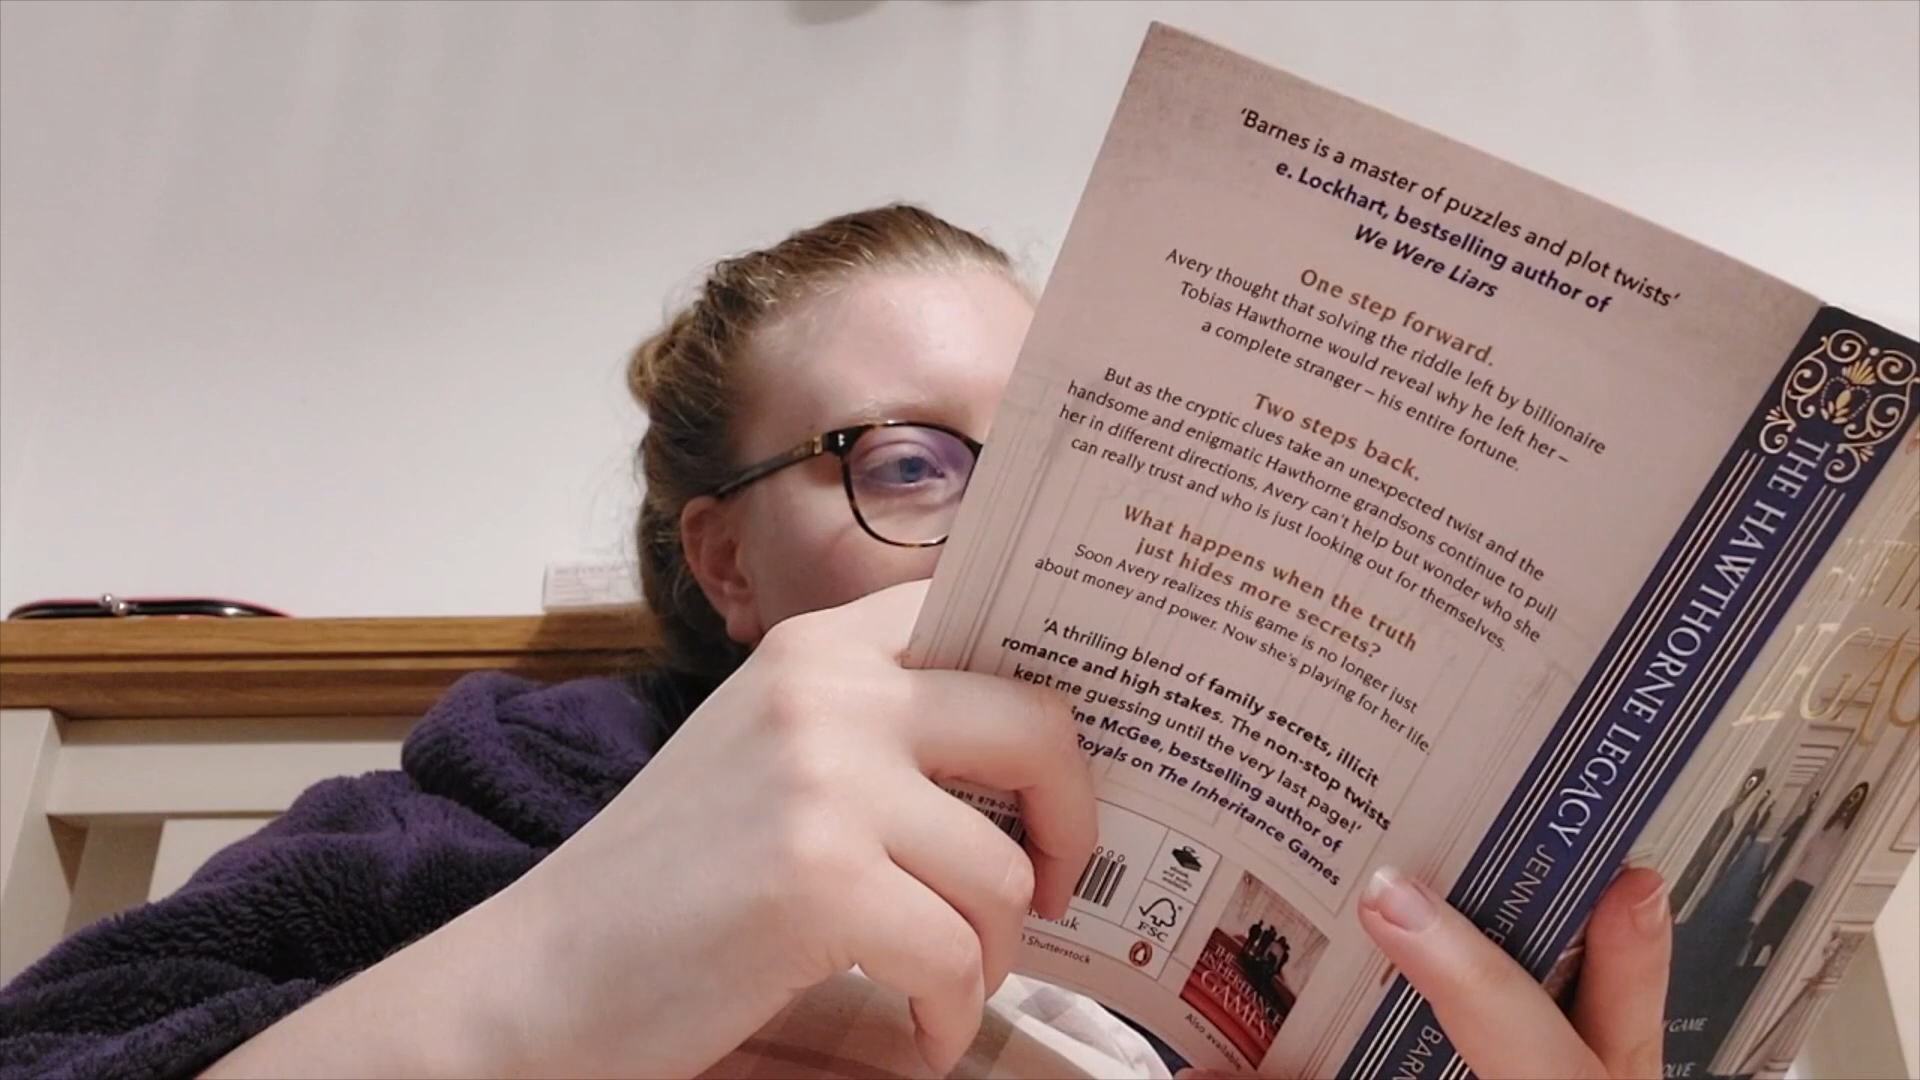 'Barnes is a master of puzzles and plot twists'
e. Lockhart, bestselling author of
We Were Liars
One step forward.
Avery thought that solving the riddle left by billionaire
Tobias Hawthorne would reveal why he left her –
a complete stranger – his entire fortune.
Two steps back.
But as the cryptic clues take an unexpected twist and the
handsome and enigmatic Hawthorne grandsons continue to pull
her in different directions, Avery can't help but wonder who she
can really trust and who is just looking out for themselves.
What happens when the truth
just hides more secrets?
Soon Avery realizes this game is no longer just
about money and power. Now she's playing for her life.
'A thrilling blend of family secrets, illicit
romance and high stakes. The non-stop twists
kept me guessing until the very last page!'
McGee, bestselling author of
Royals on The Inheritance Games
ISBN 978-0-2
FSC
Shutterstock
THE
INHERITANCE
GAMES
Also available
THE HAWTHORNE LEGACY JENNIFE
BARN
LEGAC
GAME